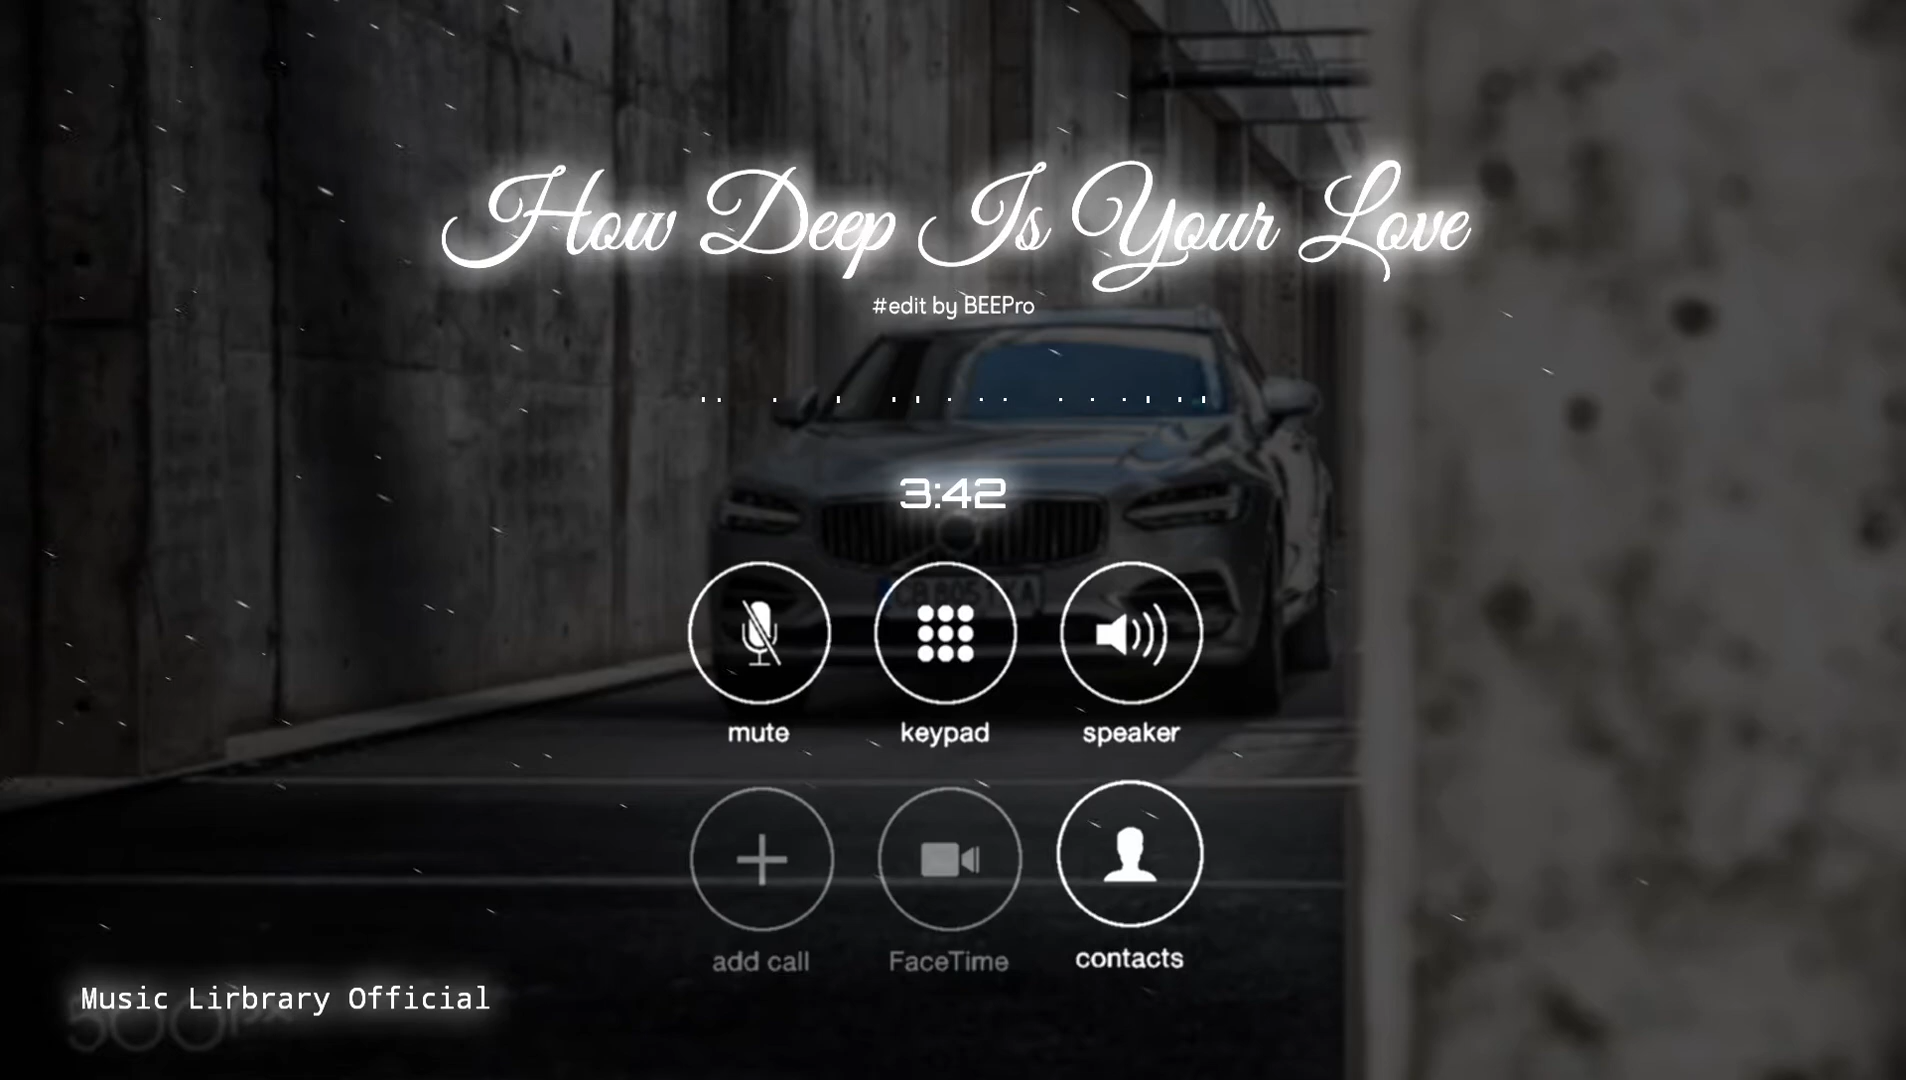 How Deep Is Your Love
#edit by BEEPro
3:42
mute keypad speaker
add call FaceTime contacts
Music Lirbrary Official